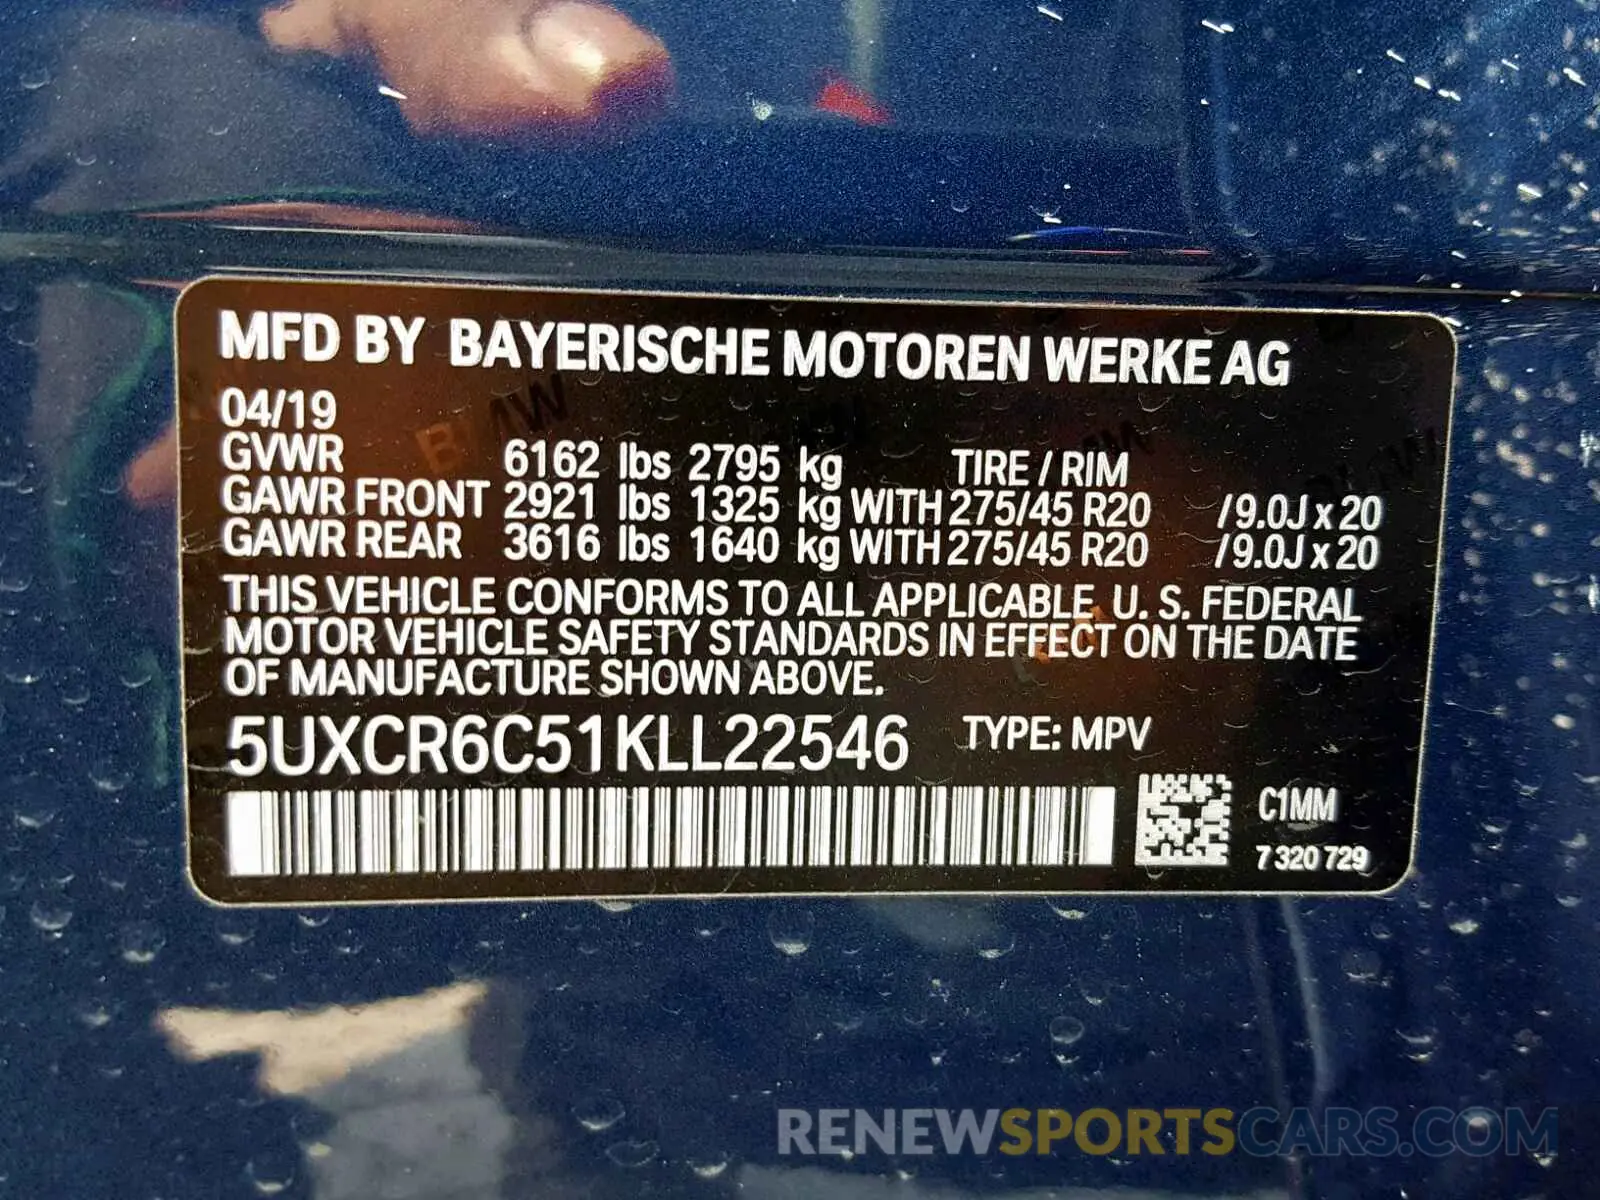 MFD BY BAYERISCHE MOTOREN WERKE AG
04/19
GVWR 6162 lbs 2795 kg TIRE / RIM
GAWR FRONT 2921 lbs 1325 kg WITH 275/45 R20 /9.0J x 20
GAWR REAR 3616 lbs 1640 kg WITH 275/45 R20 /9.0J x 20
THIS VEHICLE CONFORMS TO ALL APPLICABLE U. S. FEDERAL
MOTOR VEHICLE SAFETY STANDARDS IN EFFECT ON THE DATE
OF MANUFACTURE SHOWN ABOVE.
5UXCR6C51KLL22546 TYPE: MPV
C1MM
7 320 729
RENEWSPORTSCARS.COM